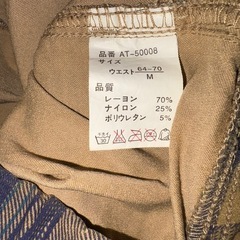 品番 AT-50008
サイズ
ウエスト 64-70
M
品質
レーヨン 70%
ナイロン 25%
ポリウレタン 5%